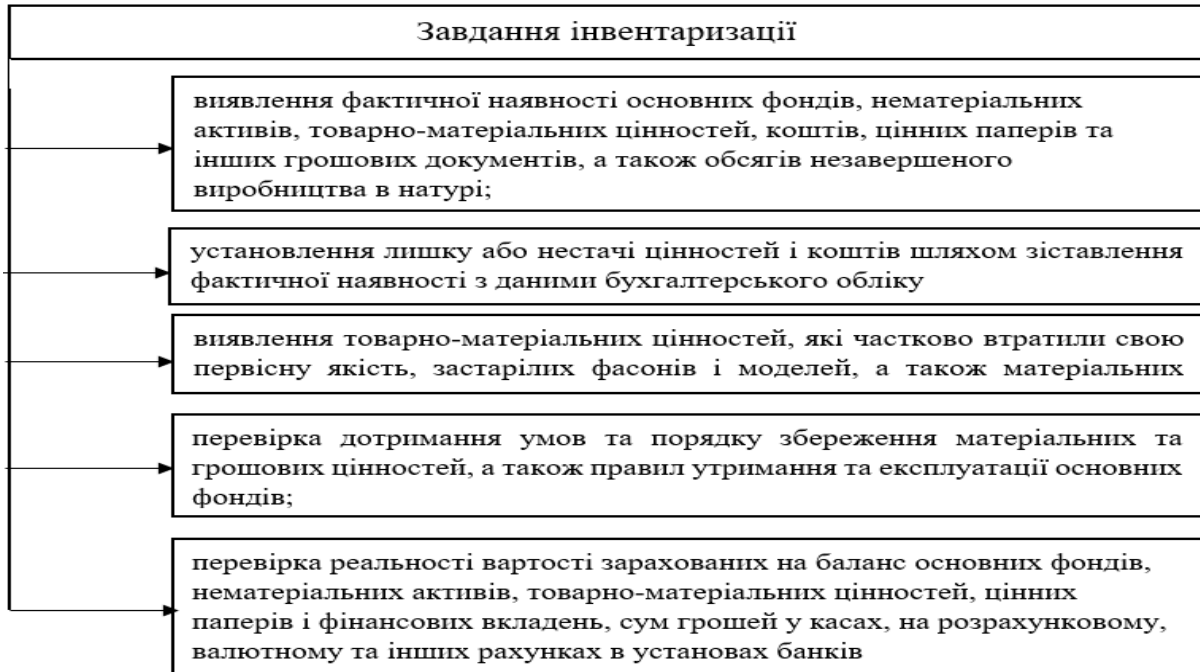 Завдання інвентаризації
виявлення фактичної наявності основних фондів, нематеріальних
активів, товарно-матеріальних цінностей, коштів, цінних паперів та
інших грошових документів, а також обсягів незавершеного
виробництва в натурі;
установлення лишку або нестачі цінностей і коштів шляхом зіставлення
фактичної наявності з даними бухгалтерського обліку
виявлення товарно-матеріальних цінностей, які частково втратили свою
первісну якість, застарілих фасонів і моделей, а також матеріальних
перевірка дотримання умов та порядку збереження матеріальних та
грошових цінностей, а також правил утримання та експлуатації основних
фондів;
перевірка реальності вартості зарахованих на баланс основних фондів,
нематеріальних активів, товарно-матеріальних цінностей, цінних
паперів і фінансових вкладень, сум грошей у касах, на розрахунковому,
валютному та інших рахунках в установах банків